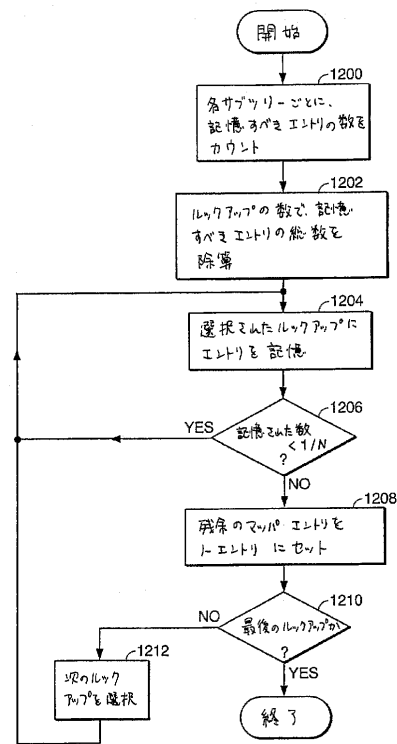 開始
1200
各サブツリーごとに、
記憶すべきエントリの数を
カウント
1202
ルックアップの数で、記憶
すべきエントリの総数を
除算
1204
選択されたルックアップに
エントリを記憶
1206
記憶された数
<1/N
?
YES
NO
1208
残余のマッパ・エントリを
ノーエントリにセット
1210
最後のルックアップか
?
NO
YES
1212
次のルック
アップを選択
終了